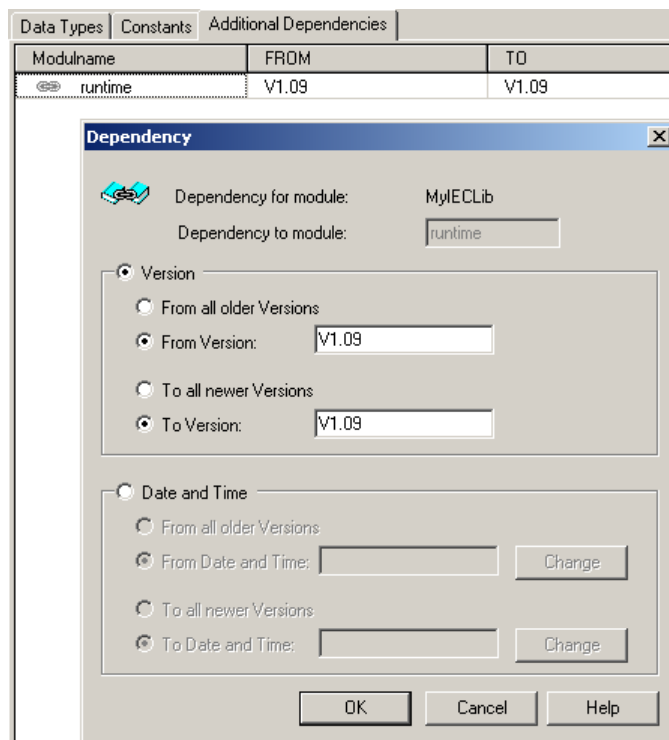 Data Types Constants Additional Dependencies
Modulname FROM TO
runtime V1.09 V1.09
Dependency
Dependency for module: MyIECLib
Dependency to module: runtime
Version
From all older Versions
From Version: V1.09
To all newer Versions
To Version: V1.09
Date and Time
From all older Versions
From Date and Time: Change
To all newer Versions
To Date and Time: Change
OK Cancel Help